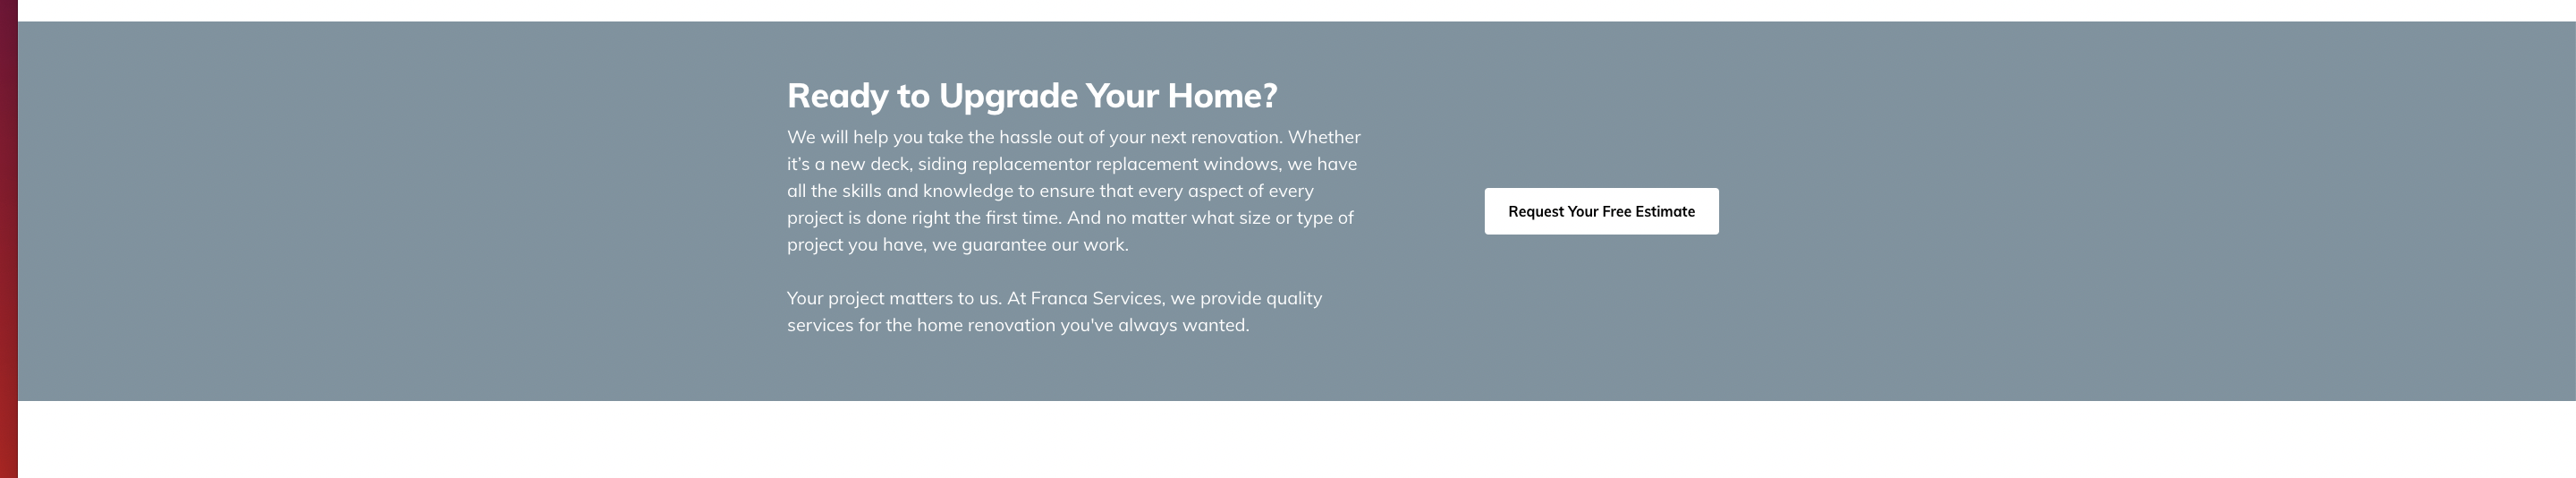 Ready to Upgrade Your Home?
We will help you take the hassle out of your next renovation. Whether
it’s a new deck, siding replacementor replacement windows, we have
all the skills and knowledge to ensure that every aspect of every
project is done right the first time. And no matter what size or type of
project you have, we guarantee our work.
Your project matters to us. At Franca Services, we provide quality
services for the home renovation you've always wanted.
Request Your Free Estimate